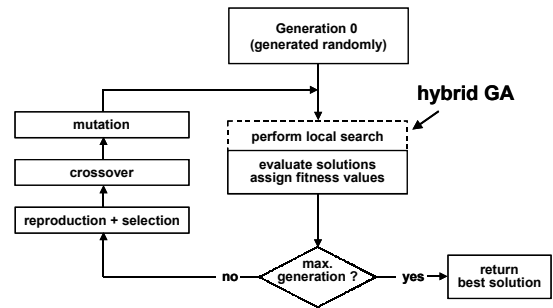 Generation 0
(generated randomly)
hybrid GA
mutation
perform local search
crossover
evaluate solutions
assign fitness values
reproduction + selection
max.
generation ?
no
yes
return
best solution